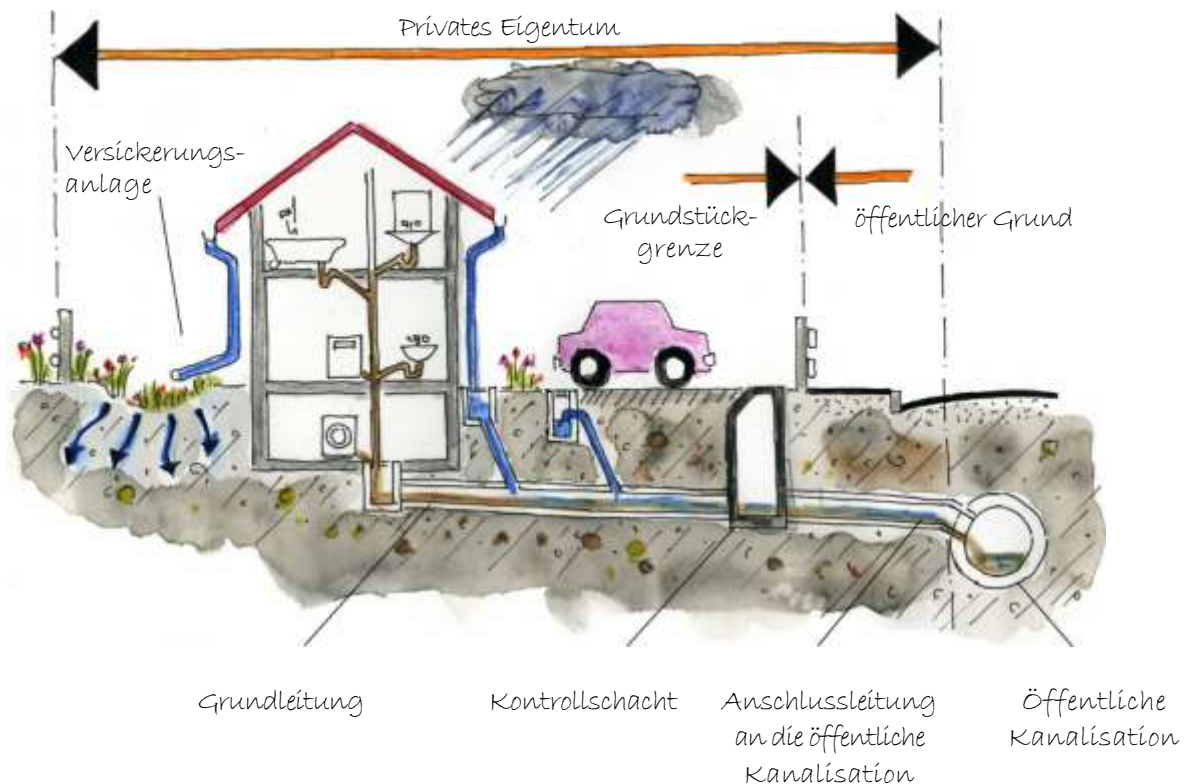 Privates Eigentum
Versickerungs-
anlage
Grundstück-
grenze
öffentlicher Grund
Grundleitung
Kontrollschacht
Anschlussleitung
an die öffentliche
Kanalisation
Öffentliche
Kanalisation